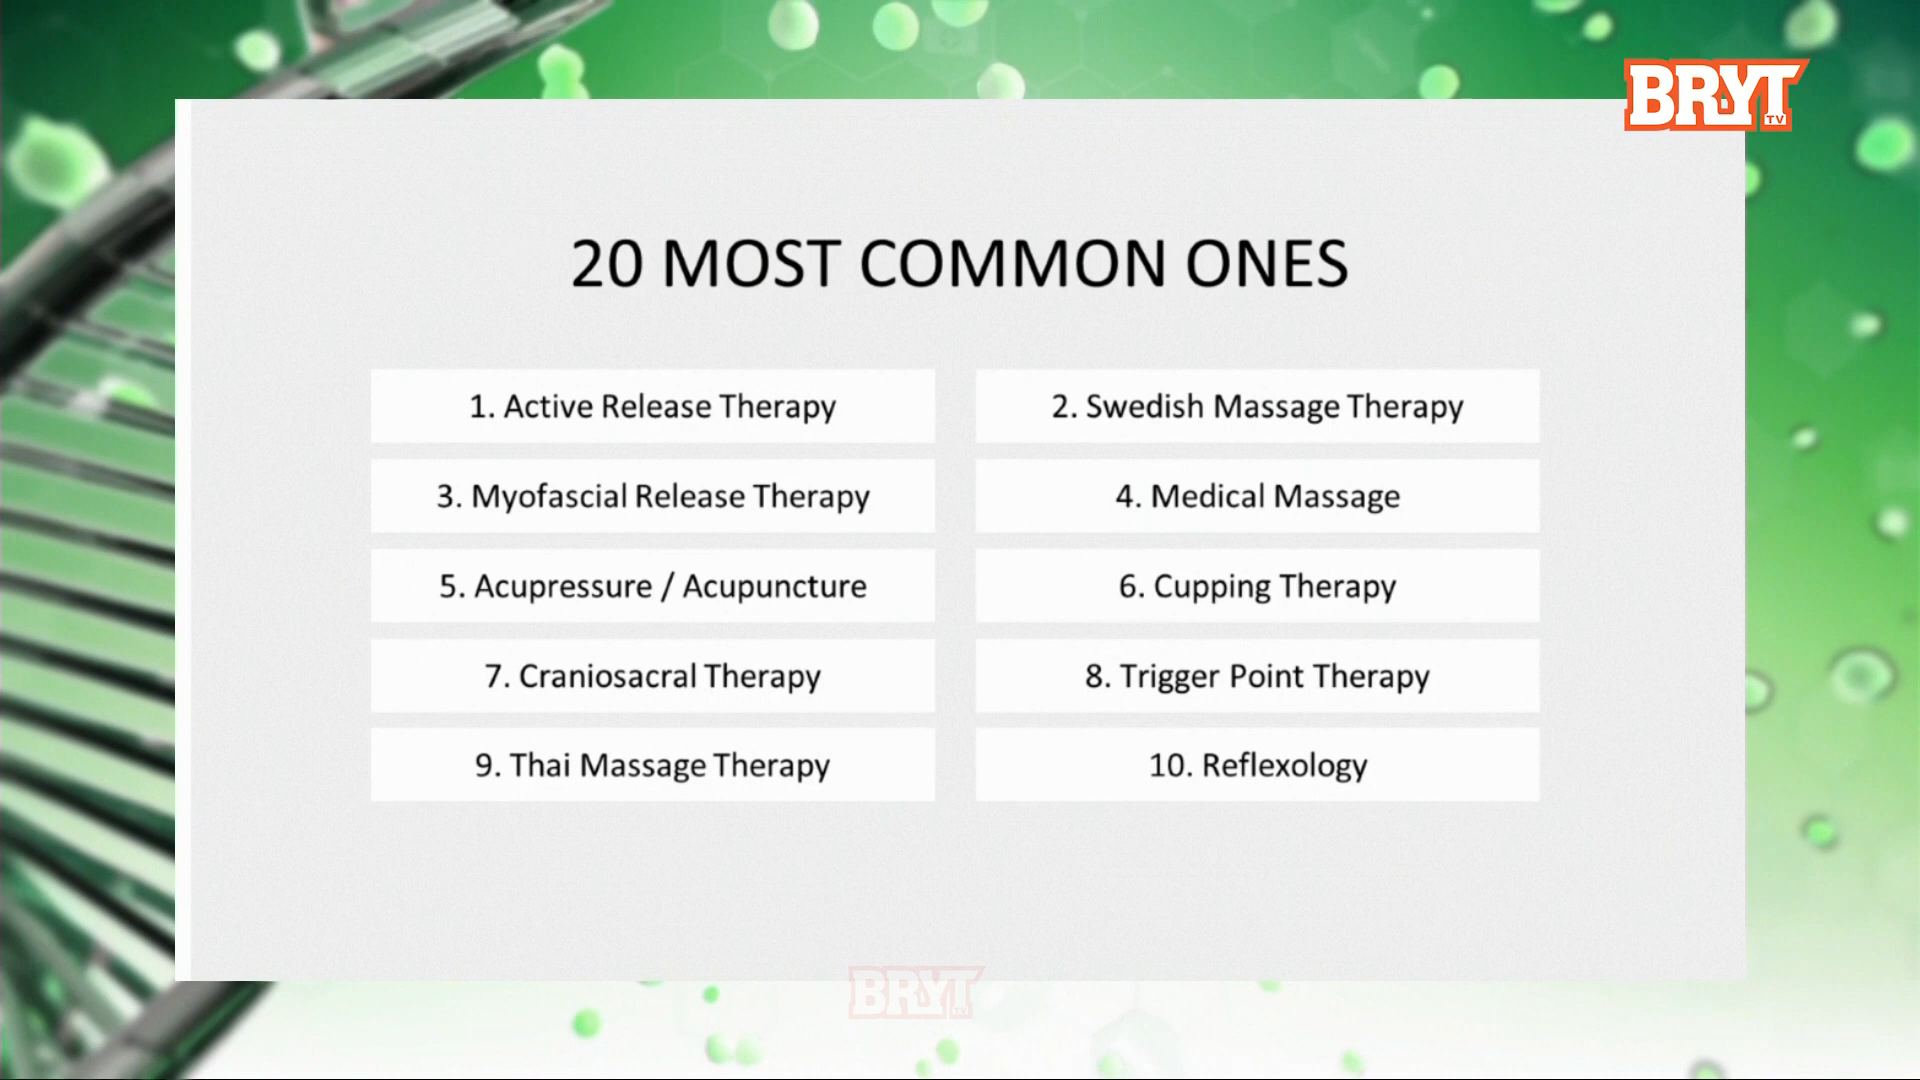 BRYT
TV
20 MOST COMMON ONES
1. Active Release Therapy
2. Swedish Massage Therapy
3. Myofascial Release Therapy
4. Medical Massage
5. Acupressure / Acupuncture
6. Cupping Therapy
7. Craniosacral Therapy
8. Trigger Point Therapy
9. Thai Massage Therapy
10. Reflexology
BRYT
TV